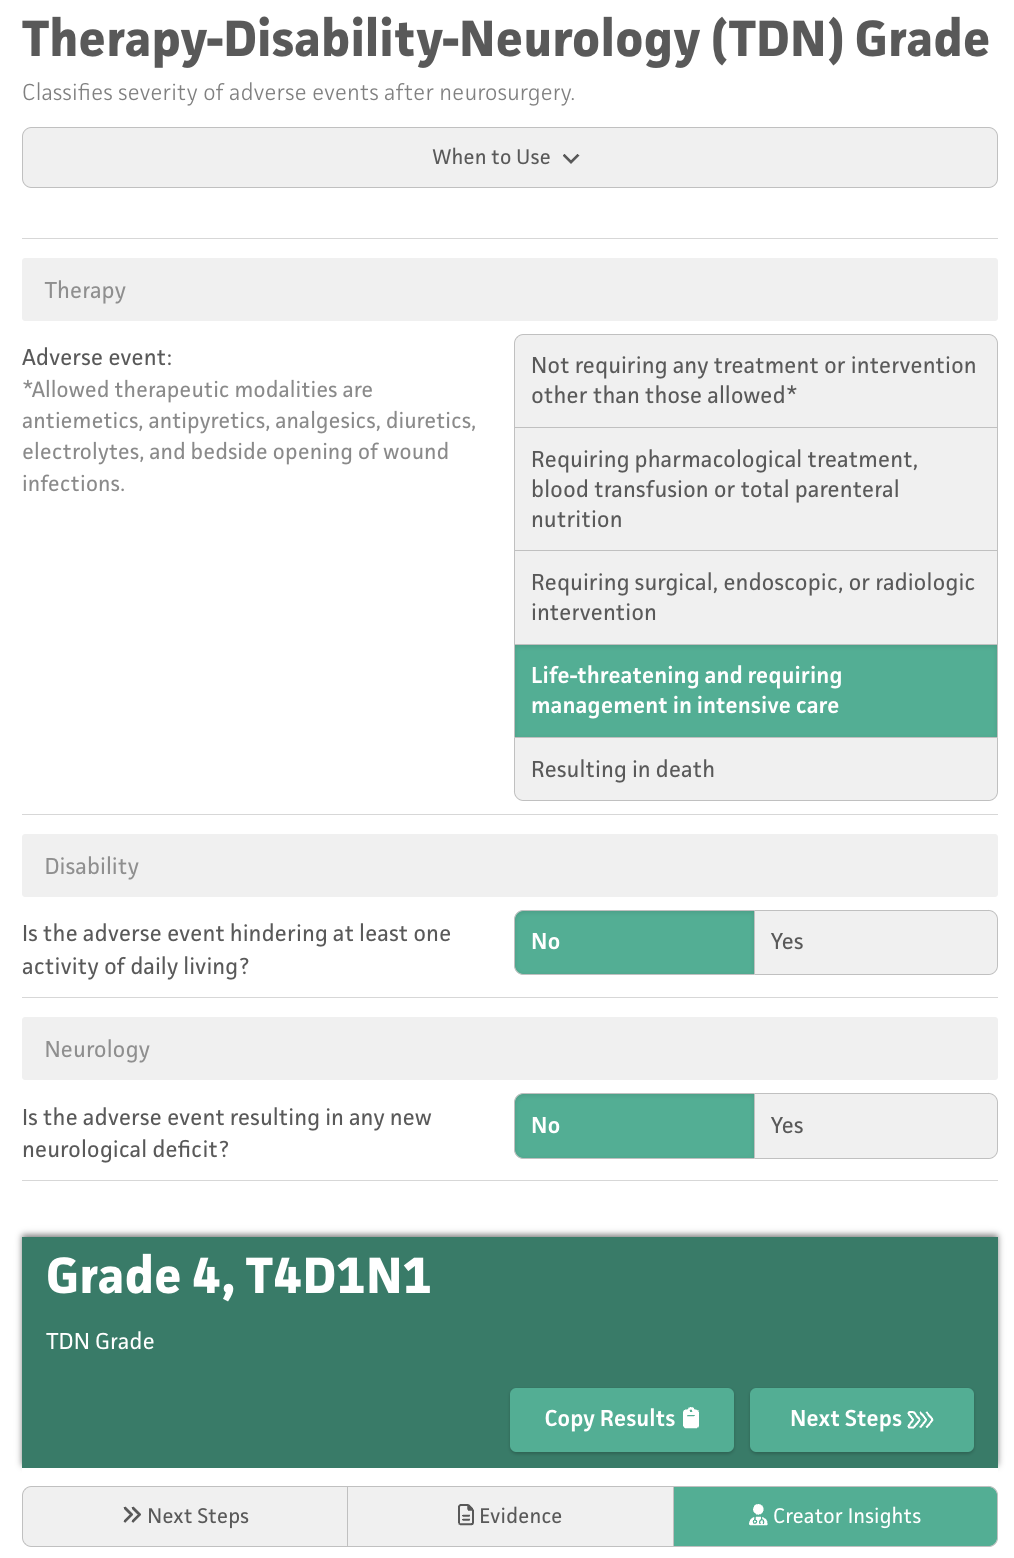 Therapy-Disability-Neurology (TDN) Grade
Classifies severity of adverse events after neurosurgery.
When to Use
Therapy
Adverse event:
*Allowed therapeutic modalities are
antiemetics, antipyretics, analgesics, diuretics,
electrolytes, and bedside opening of wound
infections.
Not requiring any treatment or intervention
other than those allowed*
Requiring pharmacological treatment,
blood transfusion or total parenteral
nutrition
Requiring surgical, endoscopic, or radiologic
intervention
Life-threatening and requiring
management in intensive care
Resulting in death
Disability
Is the adverse event hindering at least one
activity of daily living?
No
Yes
Neurology
Is the adverse event resulting in any new
neurological deficit?
No
Yes
Grade 4, T4D1N1
TDN Grade
Copy Results
Next Steps
Next Steps
Evidence
Creator Insights